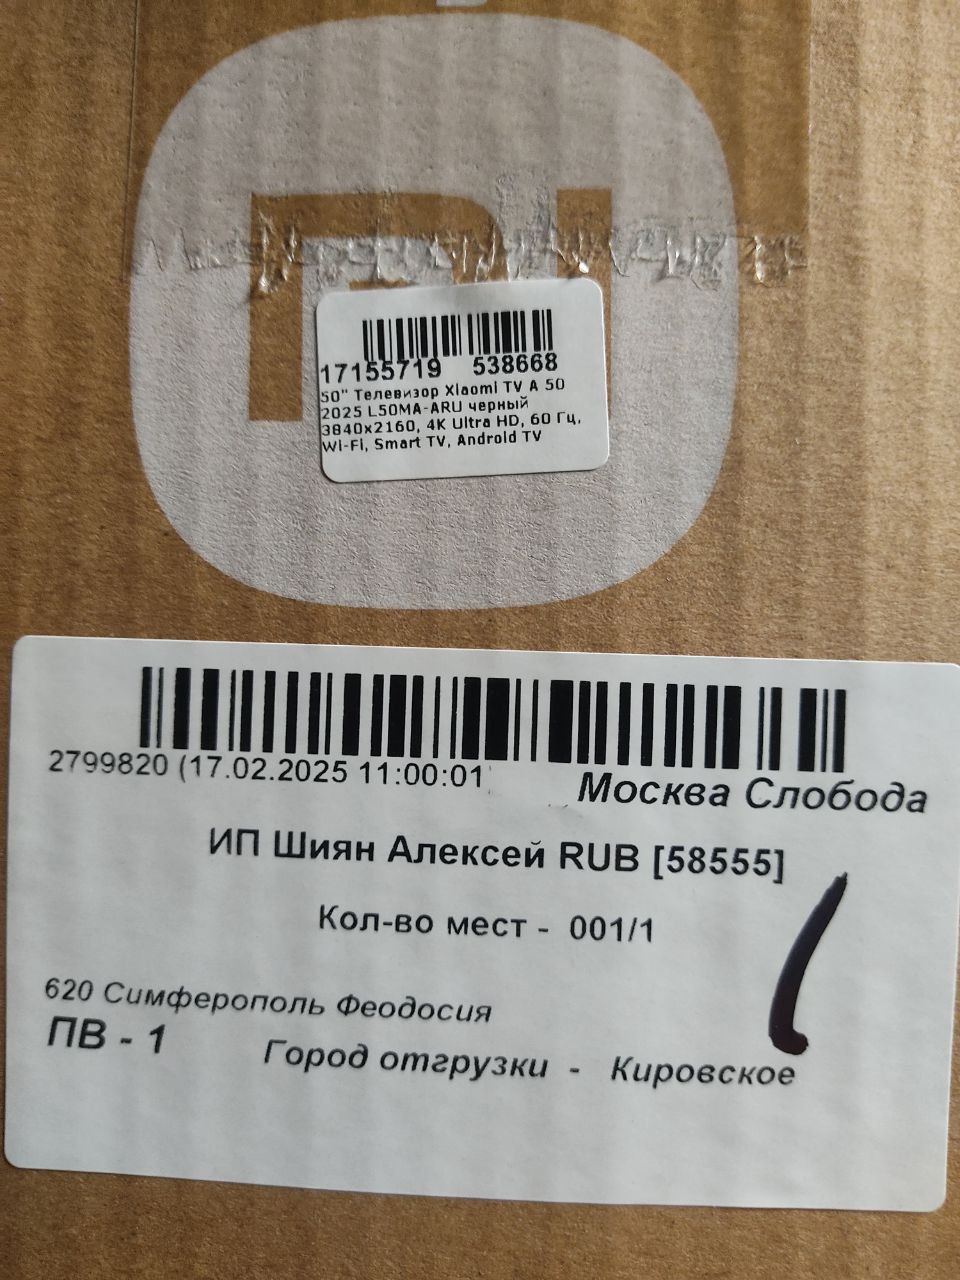 17155719 538668
50" Телевизор Xiaomi TV A 50
2025 L50MA-ARU черный
3840x2160, 4K Ultra HD, 60 Гц,
Wi-Fi, Smart TV, Android TV
2799820 (17.02.2025 11:00:01
Москва Слобода
ИП Шиян Алексей RUB [58555]
Кол-во мест - 001/1
620 Симферополь Феодосия
ПВ - 1
Город отгрузки - Кировское